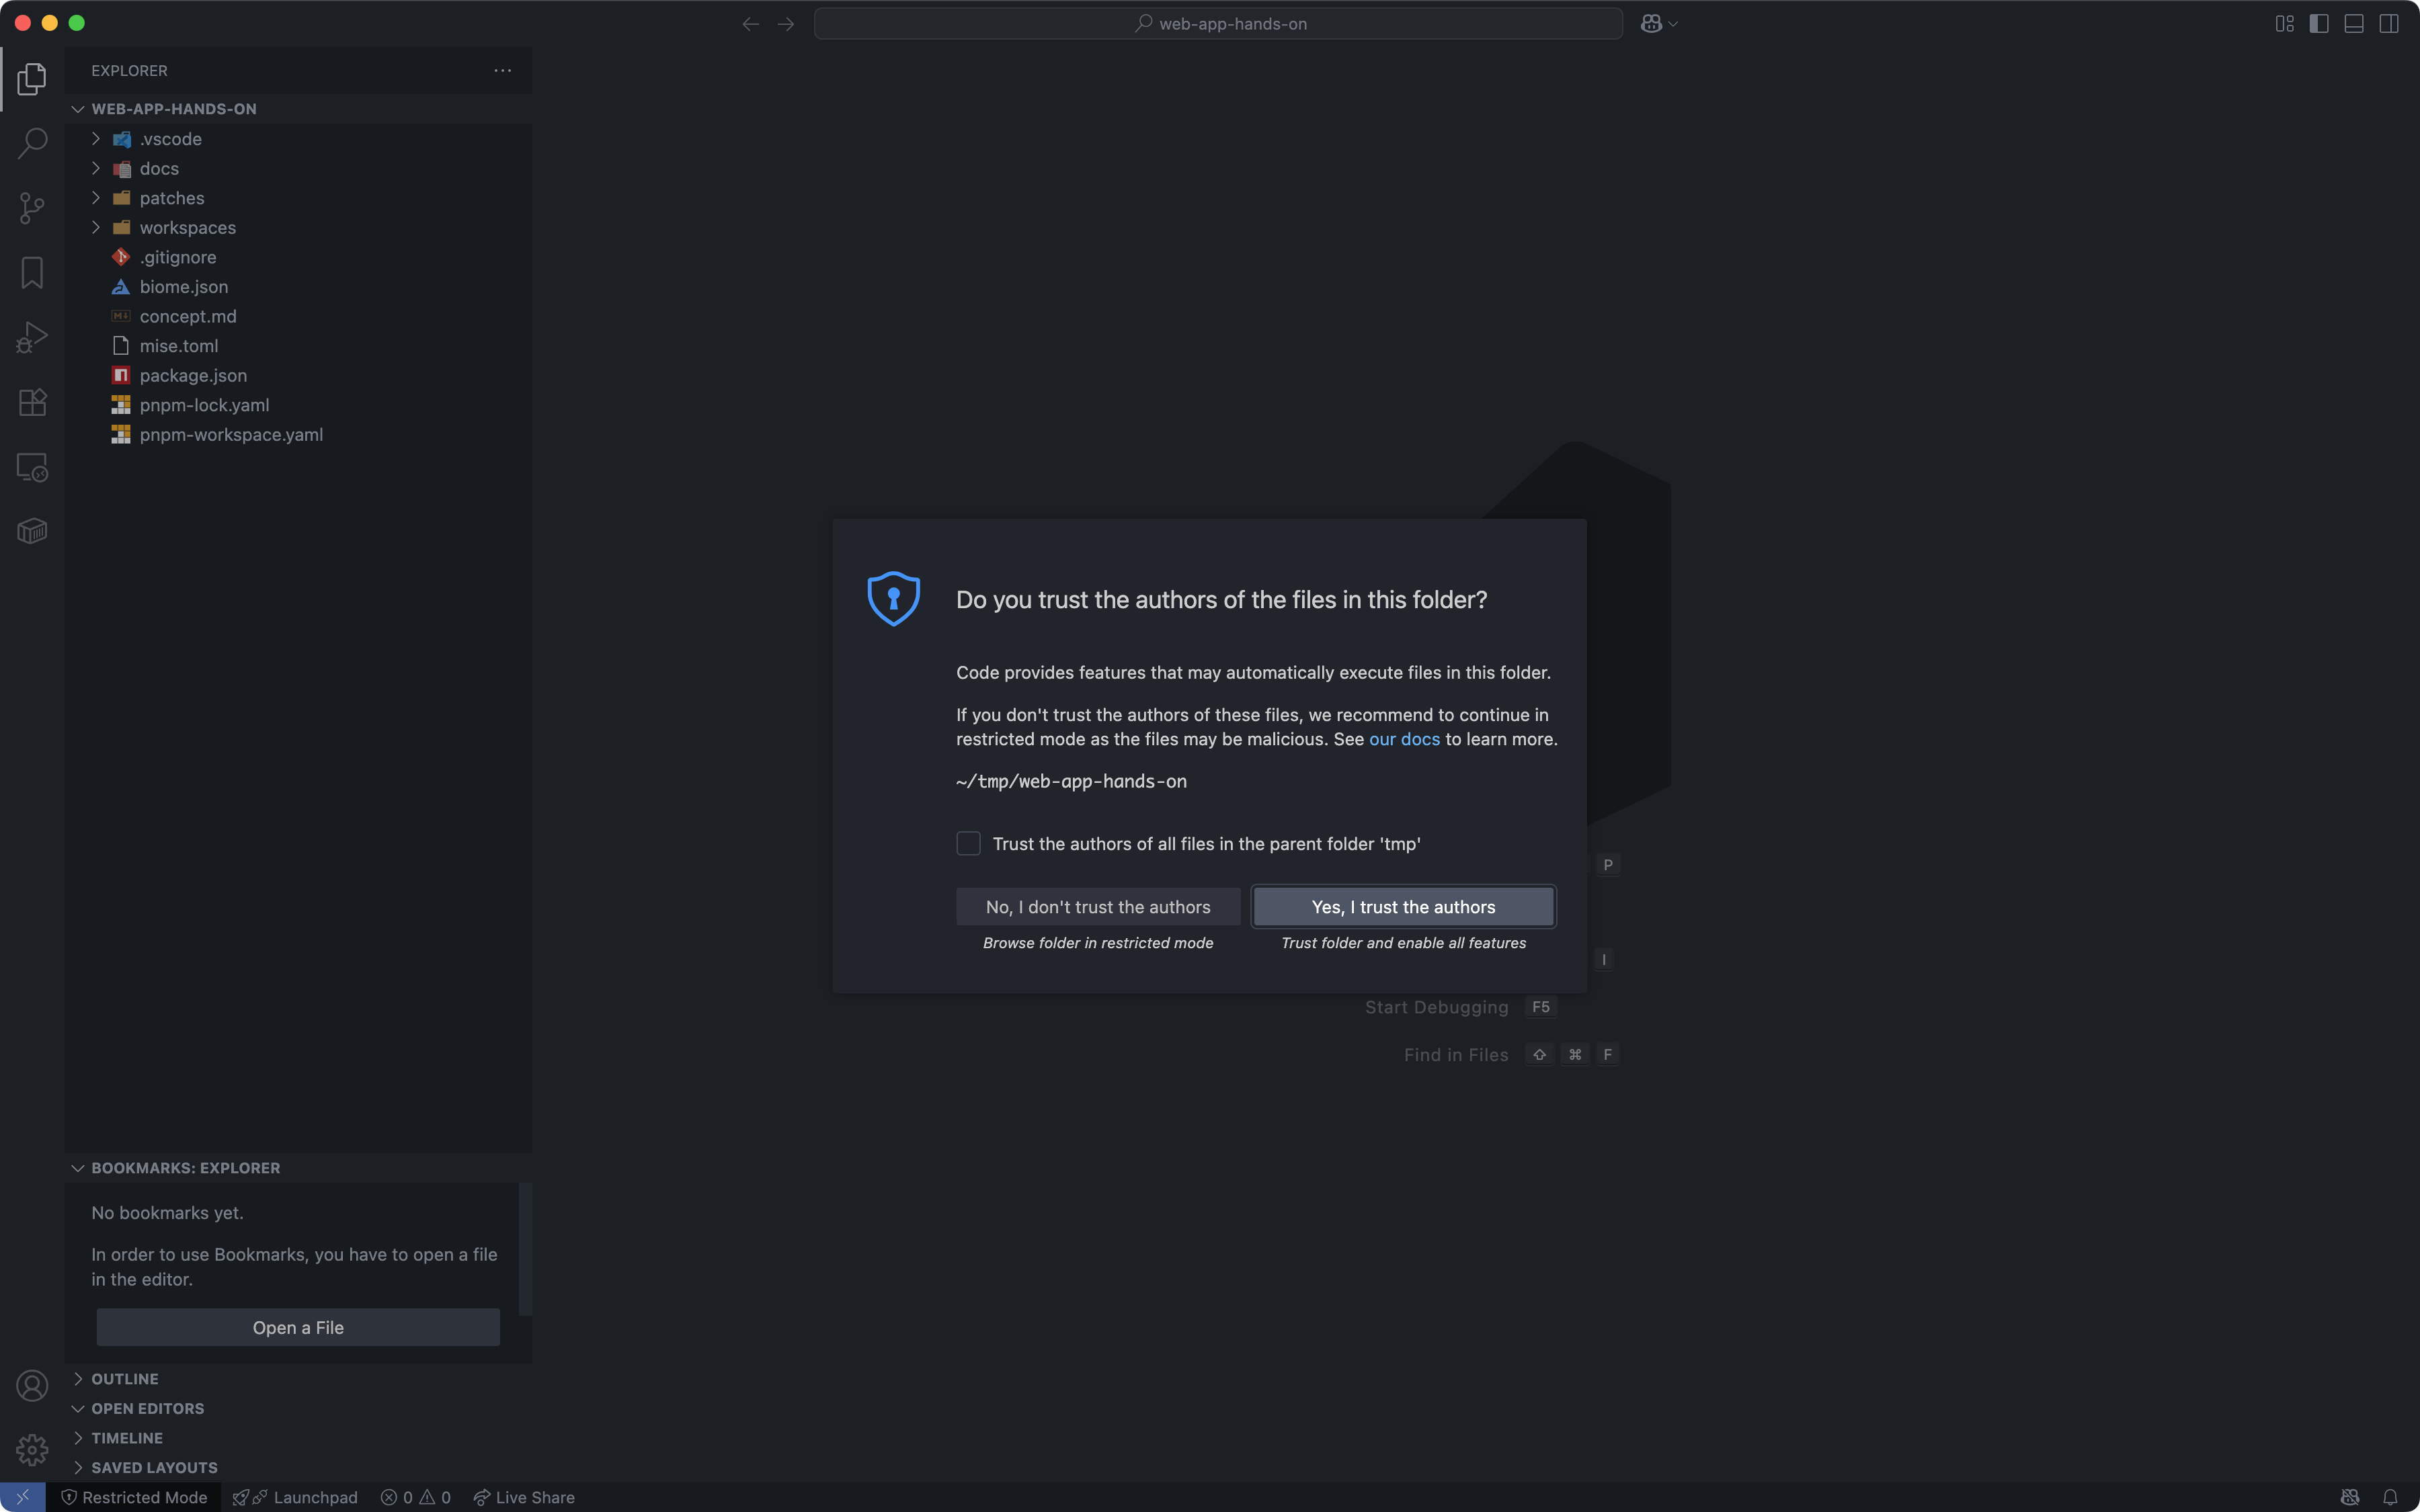 web-app-hands-on
EXPLORER
WEB-APP-HANDS-ON
.vscode
docs
patches
workspaces
.gitignore
biome.json
concept.md
mise.toml
package.json
pnpm-lock.yaml
pnpm-workspace.yaml
Do you trust the authors of the files in this folder?
Code provides features that may automatically execute files in this folder.
If you don't trust the authors of these files, we recommend to continue in
restricted mode as the files may be malicious. See our docs to learn more.
~/tmp/web-app-hands-on
Trust the authors of all files in the parent folder 'tmp'
No, I don't trust the authors
Yes, I trust the authors
Browse folder in restricted mode
Trust folder and enable all features
P
I
Start Debugging F5
Find in Files ⇧ ⌘ F
BOOKMARKS: EXPLORER
No bookmarks yet.
In order to use Bookmarks, you have to open a file
in the editor.
Open a File
OUTLINE
OPEN EDITORS
TIMELINE
SAVED LAYOUTS
Restricted Mode Launchpad 0 0 Live Share